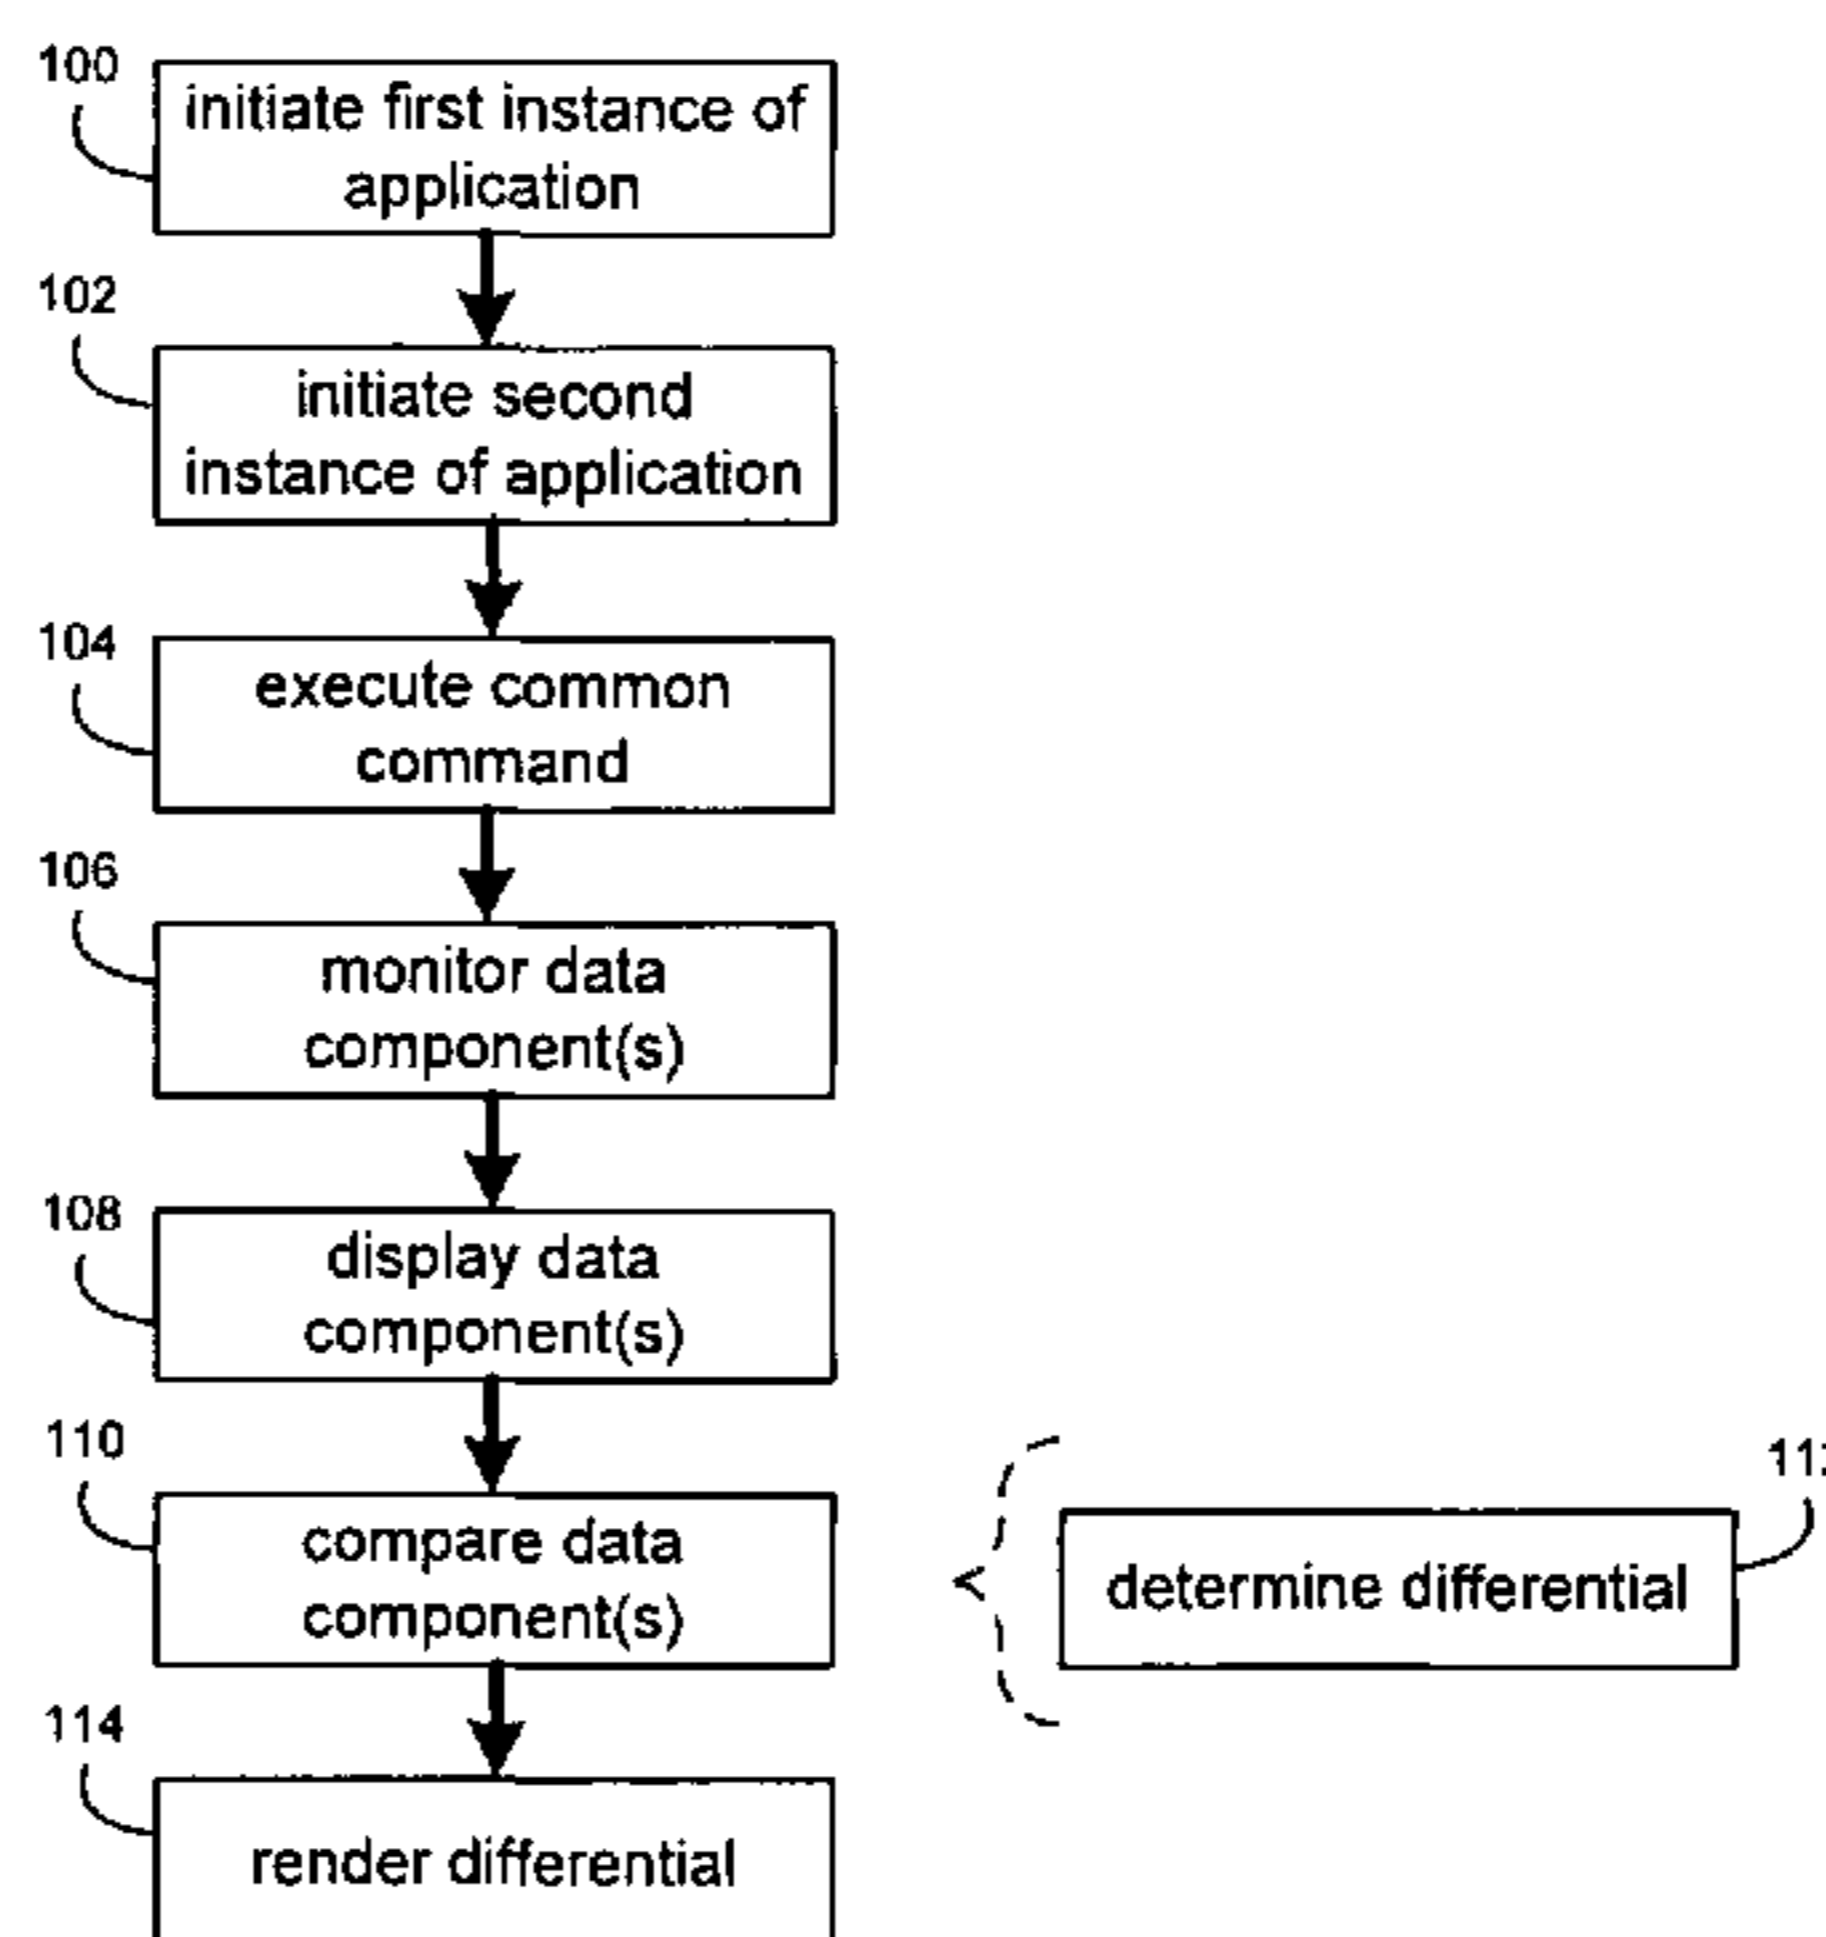 100
initiate first instance of
application
102
initiate second
instance of application
104
execute common
command
106
monitor data
component(s)
108
display data
component(s)
110
compare data
component(s)
determine differential
114
render differential